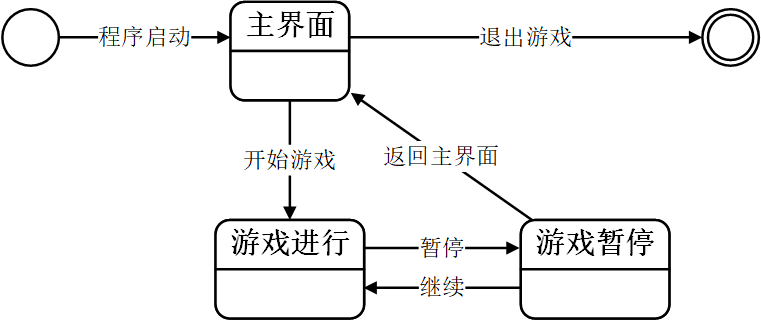 主界面
程序启动
退出游戏
开始游戏
返回主界面
游戏进行
暂停
继续
游戏暂停